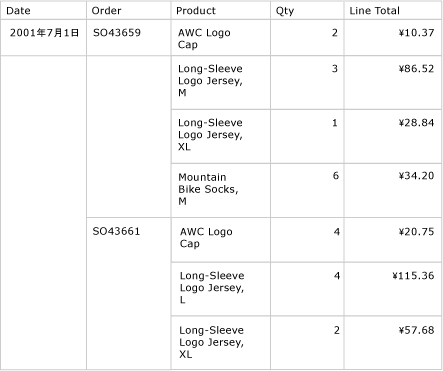 Date Order Product Qty Line Total
2001年7月1日 SO43659 AWC Logo Cap 2 ¥10.37
Long-Sleeve Logo Jersey, M 3 ¥86.52
Long-Sleeve Logo Jersey, XL 1 ¥28.84
Mountain Bike Socks, M 6 ¥34.20
SO43661 AWC Logo Cap 4 ¥20.75
Long-Sleeve Logo Jersey, L 4 ¥115.36
Long-Sleeve Logo Jersey, XL 2 ¥57.68